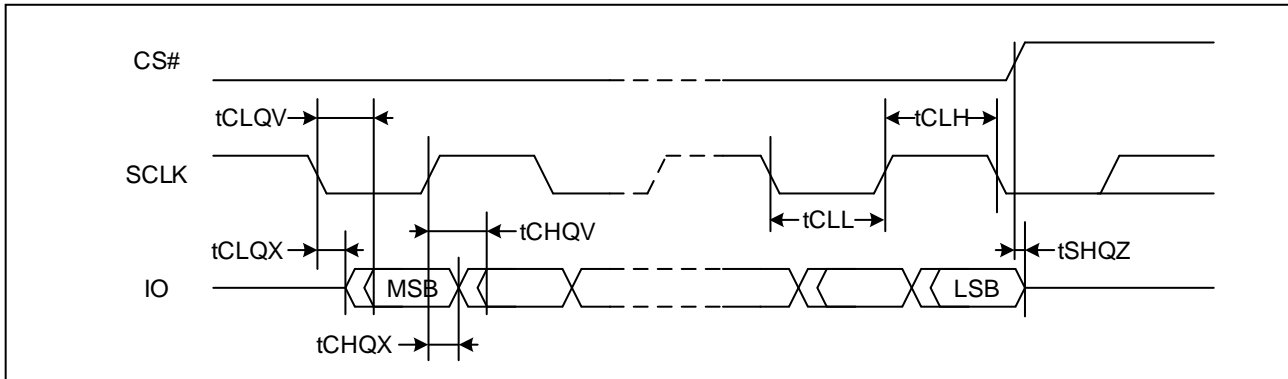 CS#
tCLQV
tCLH
SCLK
tCLL
tCHQV
tCLQX
tSHQZ
IO
MSB
LSB
tCHQX